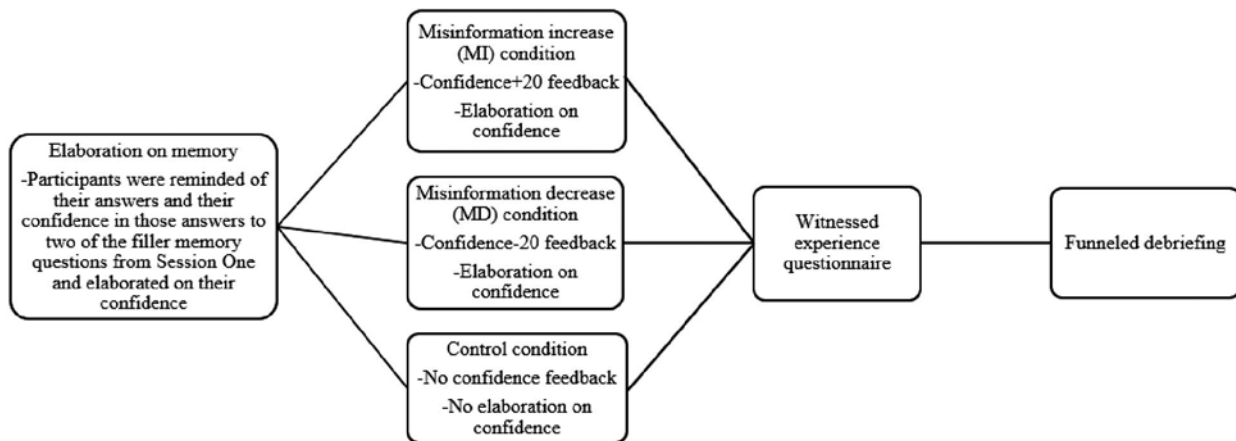 Elaboration on memory
-Participants were reminded of
their answers and their
confidence in those answers to
two of the filler memory
questions from Session One
and elaborated on their
confidence
Misinformation increase
(MI) condition
-Confidence+20 feedback
-Elaboration on
confidence
Misinformation decrease
(MD) condition
-Confidence-20 feedback
-Elaboration on
confidence
Control condition
-No confidence feedback
-No elaboration on
confidence
Witnessed
experience
questionnaire
Funneled debriefing